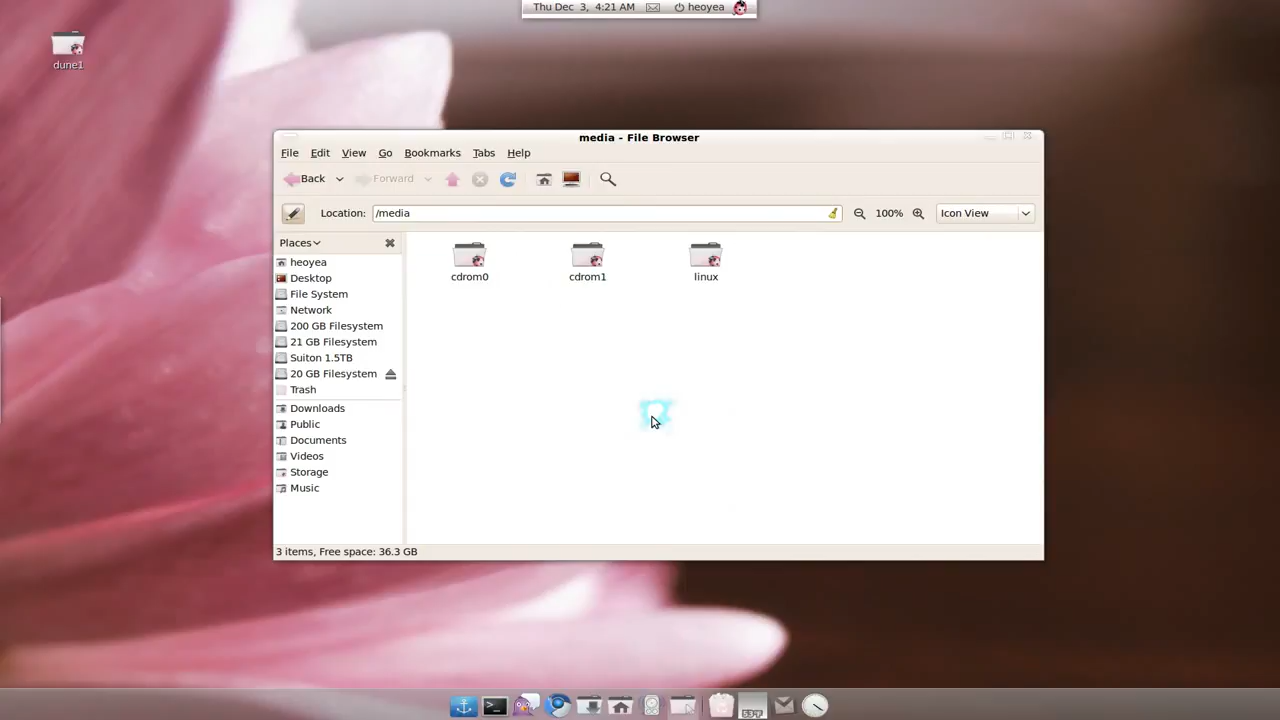 Thu Dec 3, 4:21 AM heoyea
dune1
media - File Browser
File Edit View Go Bookmarks Tabs Help
Back Forward
Location: /media 100% Icon View
Places
heoyea
Desktop
File System
Network
200 GB Filesystem
21 GB Filesystem
Suiton 1.5TB
20 GB Filesystem
Trash
Downloads
Public
Documents
Videos
Storage
Music
cdrom0 cdrom1 linux
3 items, Free space: 36.3 GB
>_
53°F